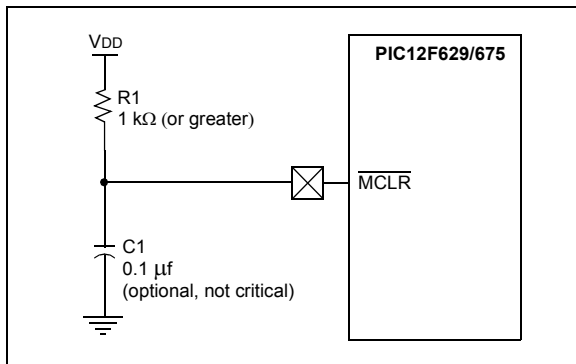 VDD
PIC12F629/675
R1
1 kΩ (or greater)
MCLR
C1
0.1 μf
(optional, not critical)